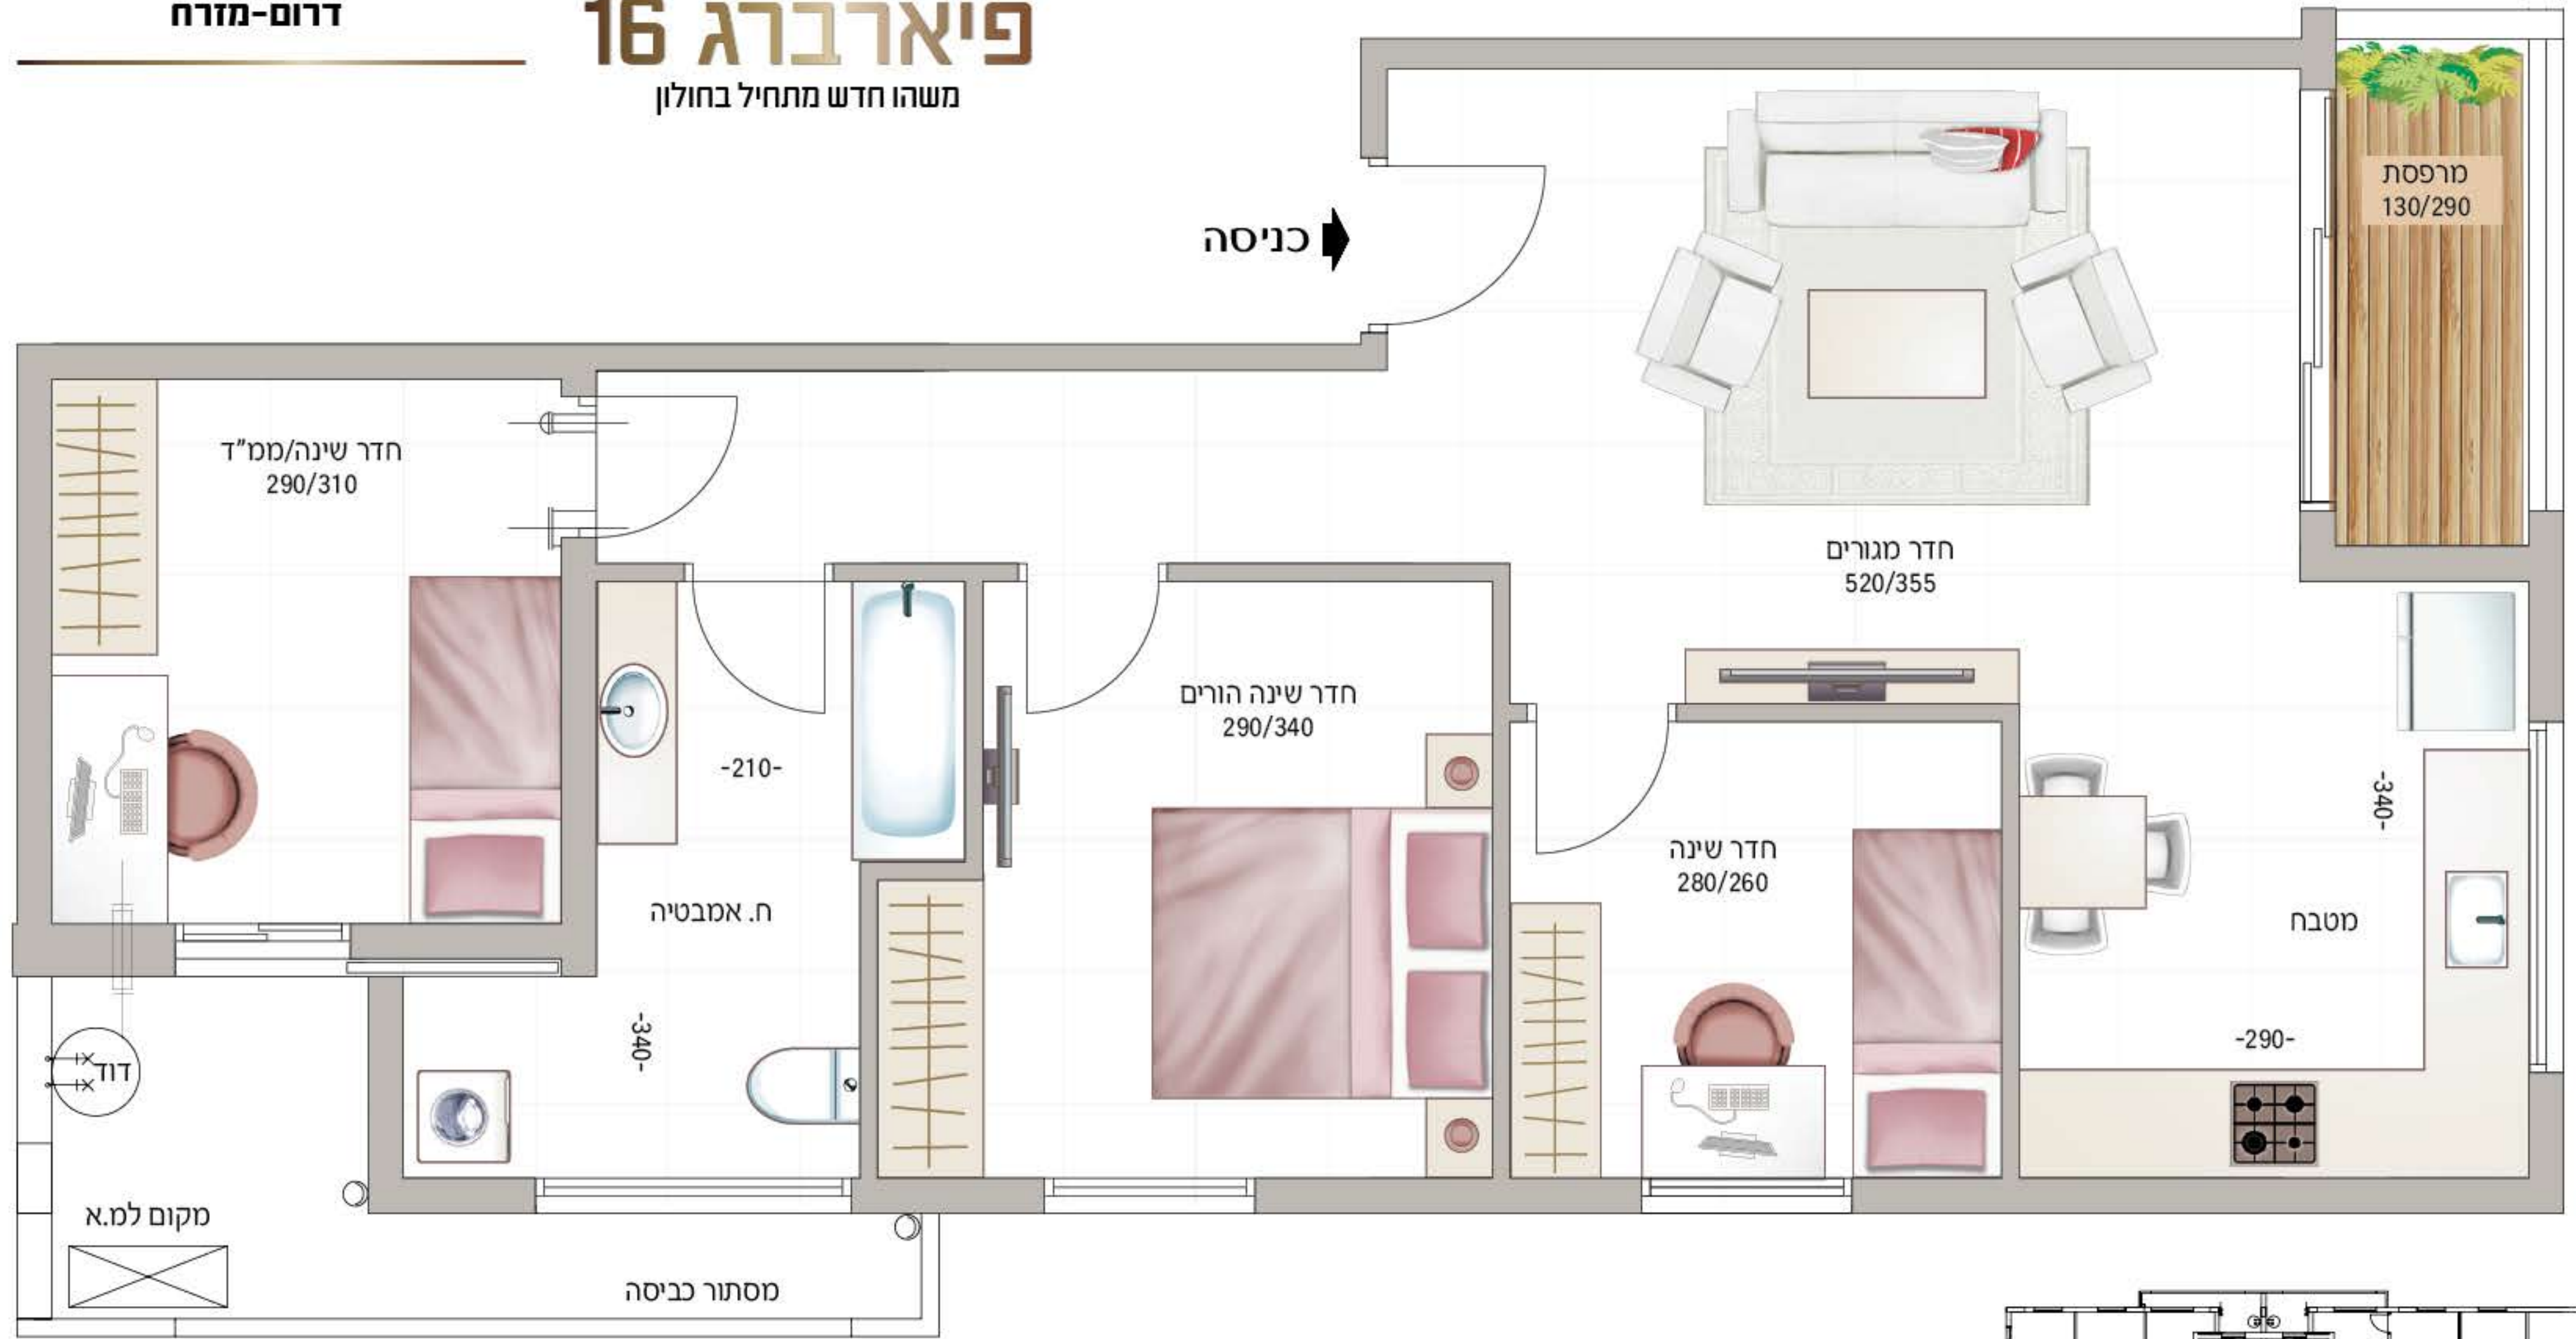 דרום-מזרח
פיארברג 16
משהו חדש מתחיל בחולון
כניסה
מרפסת
130/290
חדר שינה/ממ"ד
290/310
חדר מגורים
520/355
חדר שינה הורים
290/340
-210-
ח. אמבטיה
-340-
חדר שינה
280/260
-340-
מטבח
-290-
דוד
מקום למ.א
מסתור כביסה